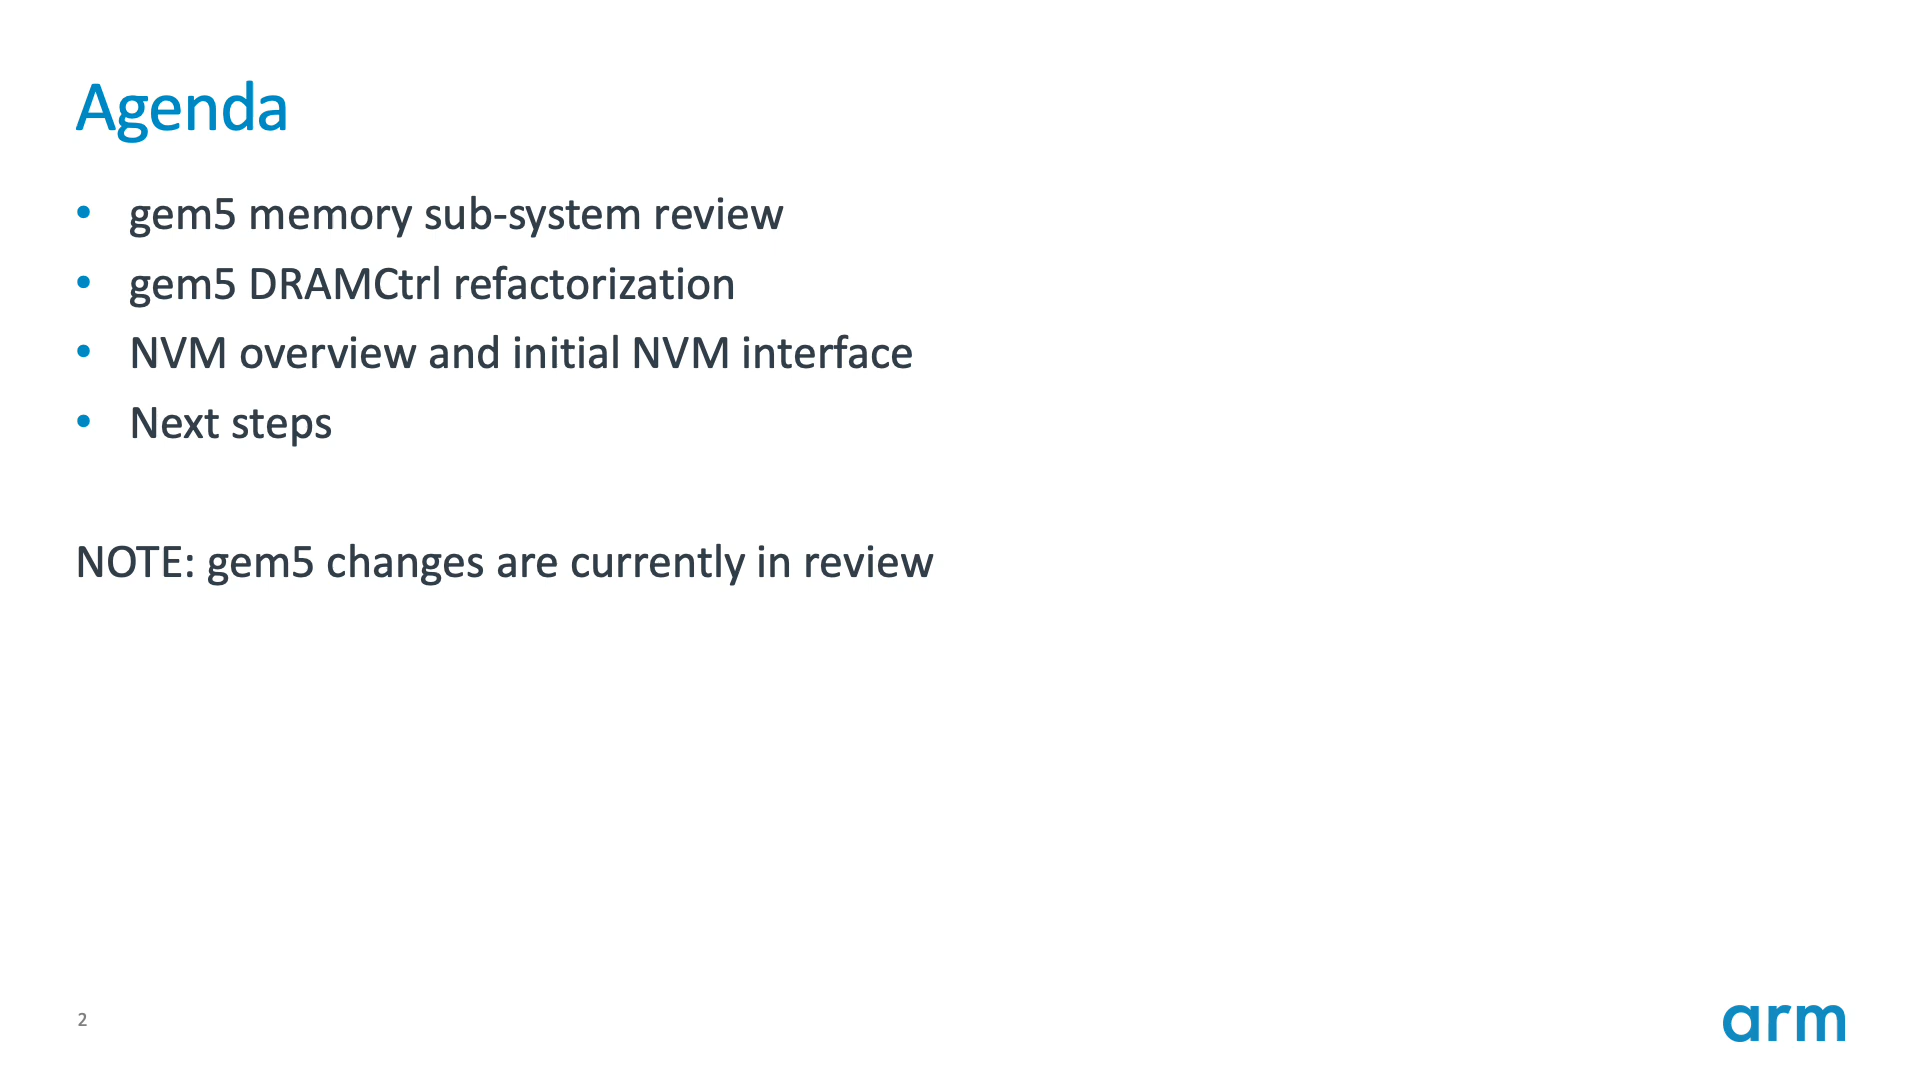 Agenda
• gem5 memory sub-system review
• gem5 DRAMCtrl refactorization
• NVM overview and initial NVM interface
• Next steps
NOTE: gem5 changes are currently in review
2
arm